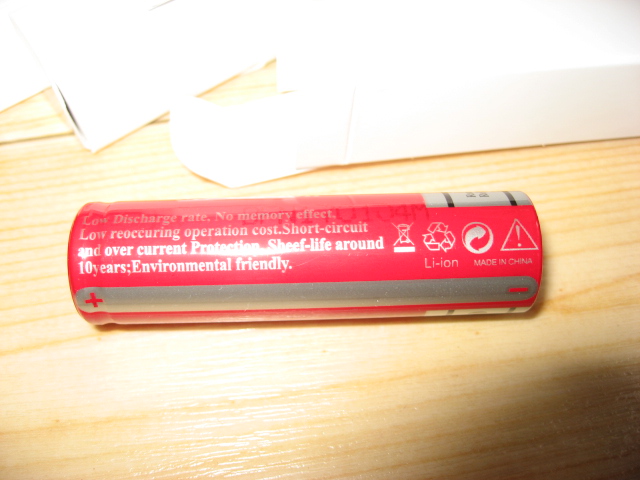 Low Discharge rate. No memory effect.
Low reoccuring operation cost.Short-circuit
and over current Protection. Sheef-life around
10years;Environmental friendly.
Li-ion
MADE IN CHINA
+
-